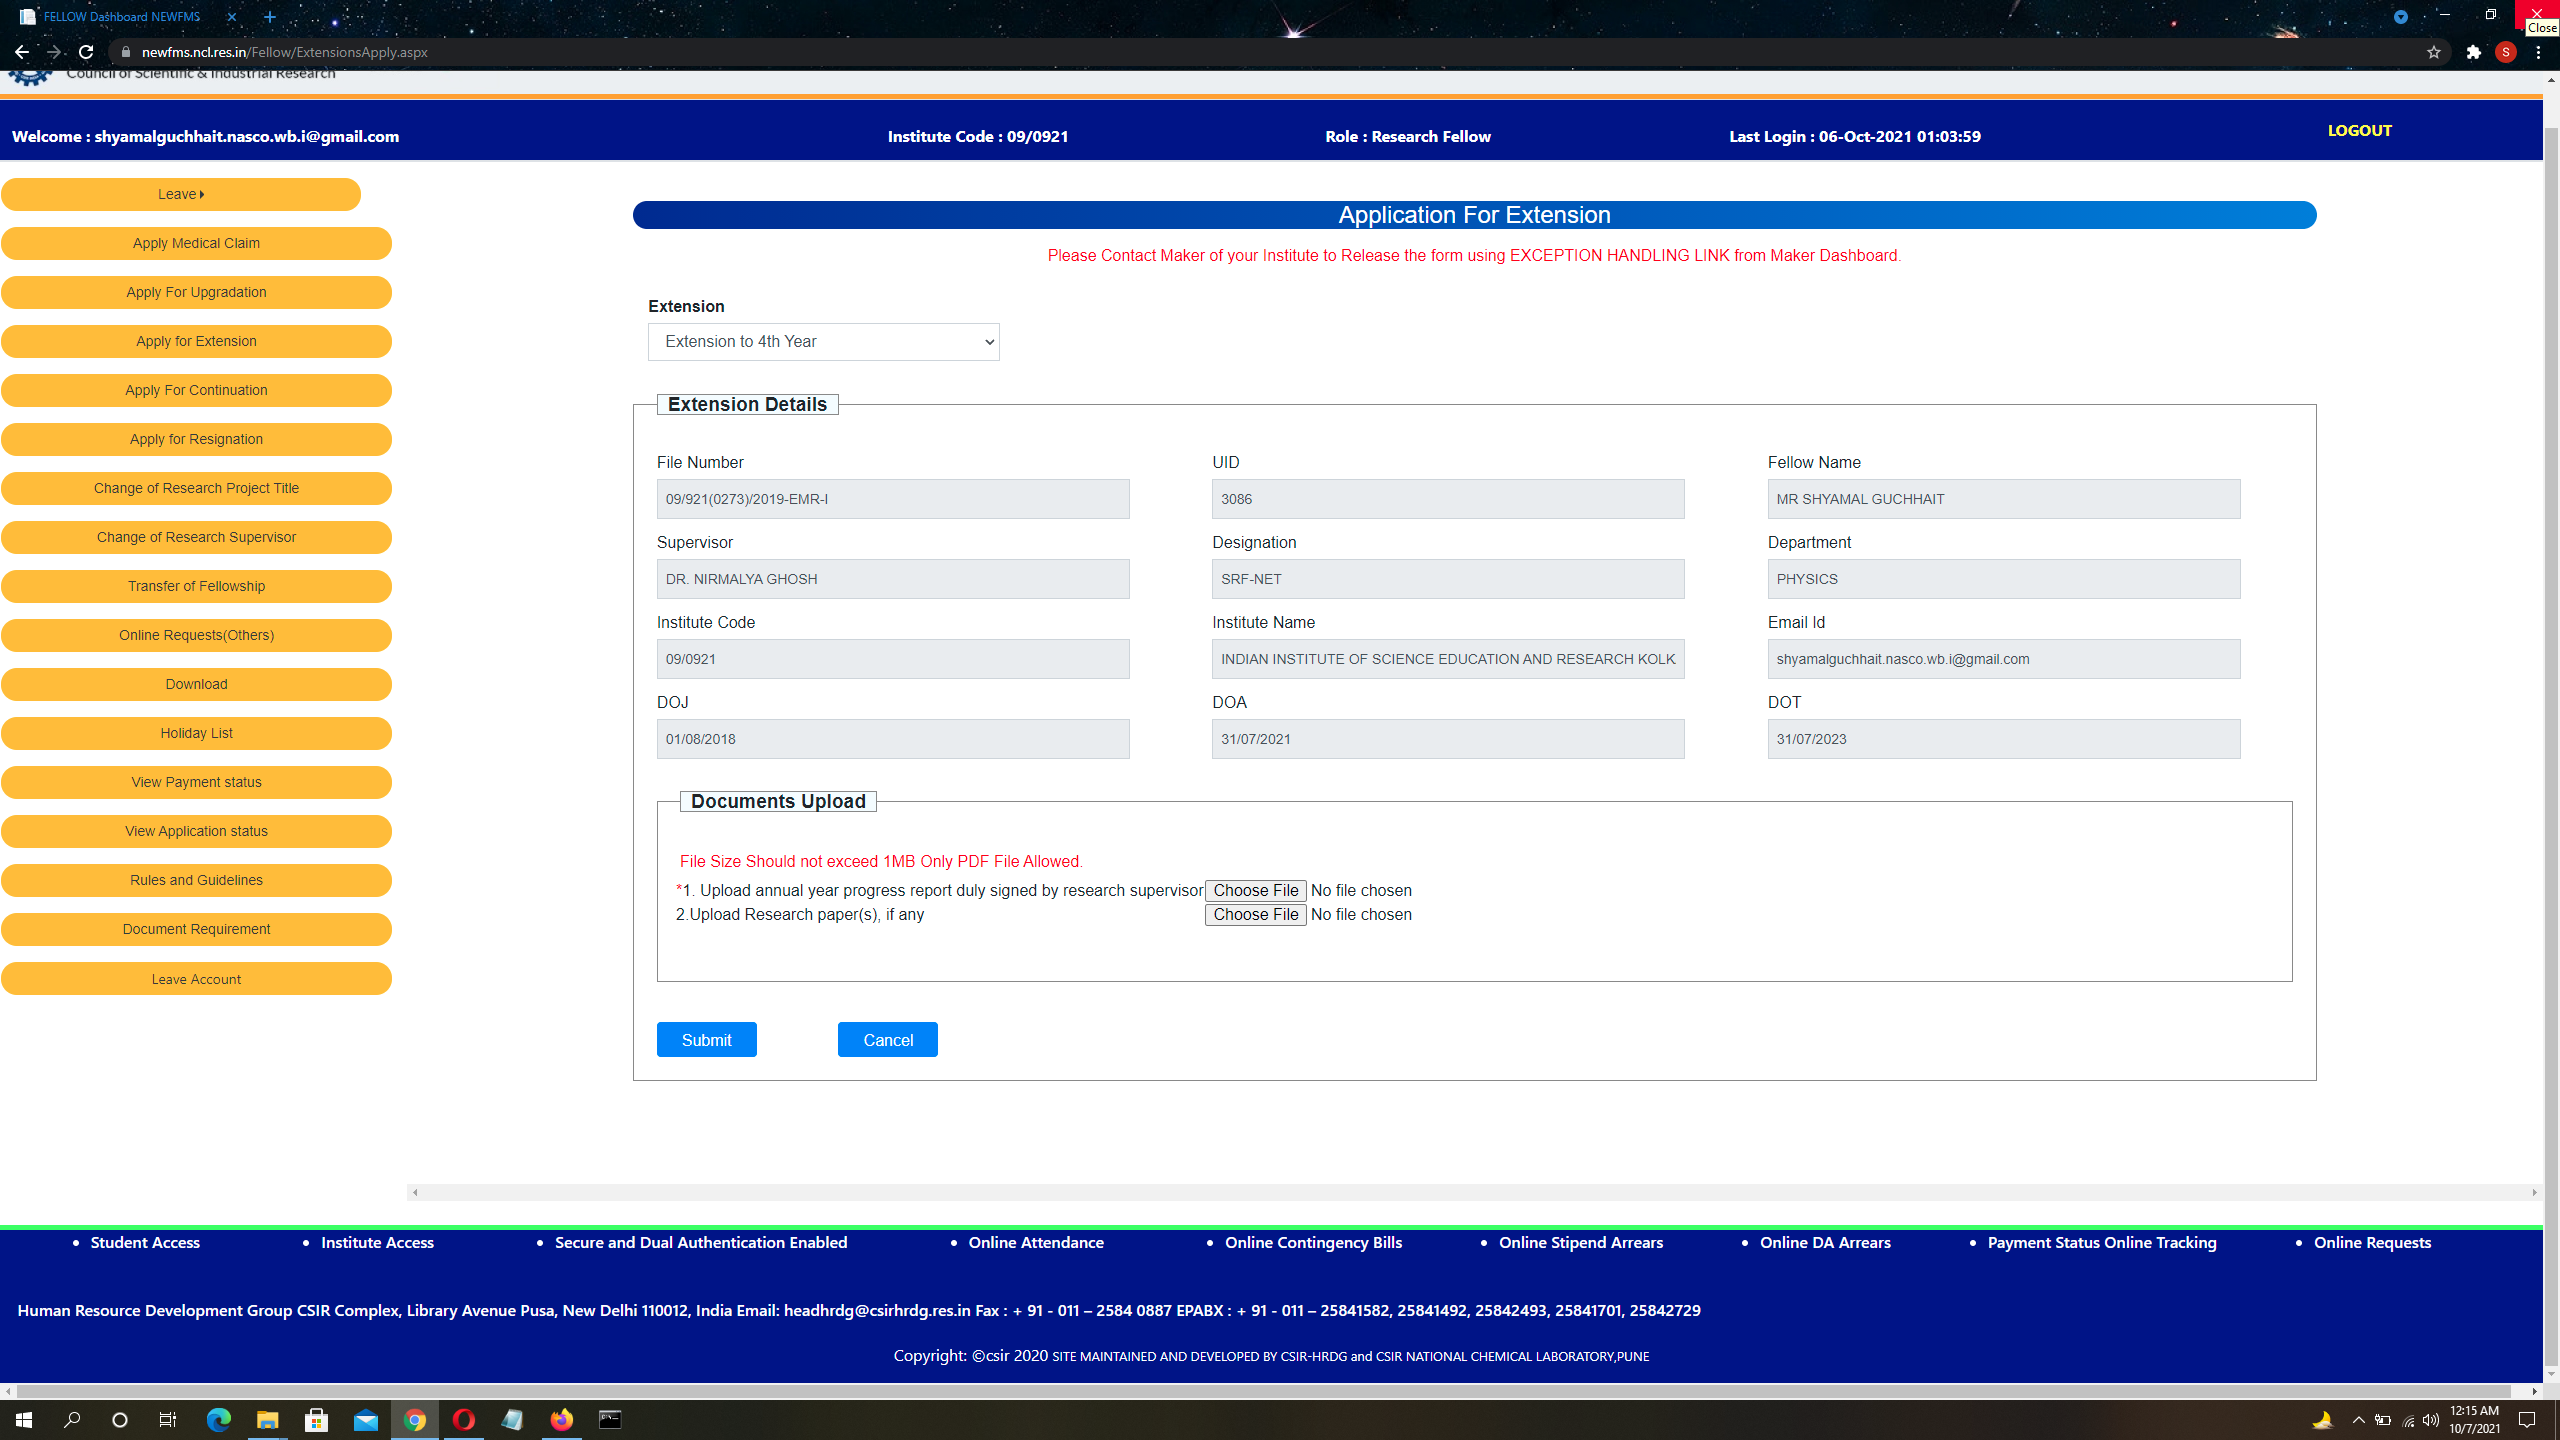 FELLOW Dashboard NEWFMS
Close
newfms.ncl.res.in/Fellow/ExtensionsApply.aspx
S
Council of Scientific & Industrial Research
Welcome : shyamalguchhait.nasco.wb.i@gmail.com Institute Code : 09/0921 Role : Research Fellow Last Login : 06-Oct-2021 01:03:59 LOGOUT
Leave
Apply Medical Claim
Apply For Upgradation
Apply for Extension
Apply For Continuation
Apply for Resignation
Change of Research Project Title
Change of Research Supervisor
Transfer of Fellowship
Online Requests(Others)
Download
Holiday List
View Payment status
View Application status
Rules and Guidelines
Document Requirement
Leave Account
Application For Extension
Please Contact Maker of your Institute to Release the form using EXCEPTION HANDLING LINK from Maker Dashboard.
Extension
Extension to 4th Year
Extension Details
File Number UID Fellow Name
09/921(0273)/2019-EMR-I 3086 MR SHYAMAL GUCHHAIT
Supervisor Designation Department
DR. NIRMALYA GHOSH SRF-NET PHYSICS
Institute Code Institute Name Email Id
09/0921 INDIAN INSTITUTE OF SCIENCE EDUCATION AND RESEARCH KOLK shyamalguchhait.nasco.wb.i@gmail.com
DOJ DOA DOT
01/08/2018 31/07/2021 31/07/2023
Documents Upload
File Size Should not exceed 1MB Only PDF File Allowed.
*1. Upload annual year progress report duly signed by research supervisor Choose File No file chosen
2.Upload Research paper(s), if any Choose File No file chosen
Submit Cancel
• Student Access • Institute Access • Secure and Dual Authentication Enabled • Online Attendance • Online Contingency Bills • Online Stipend Arrears • Online DA Arrears • Payment Status Online Tracking • Online Requests
Human Resource Development Group CSIR Complex, Library Avenue Pusa, New Delhi 110012, India Email: headhrdg@csirhrdg.res.in Fax : + 91 - 011 – 2584 0887 EPABX : + 91 - 011 – 25841582, 25841492, 25842493, 25841701, 25842729
Copyright: ©csir 2020 SITE MAINTAINED AND DEVELOPED BY CSIR-HRDG and CSIR NATIONAL CHEMICAL LABORATORY,PUNE
12:15 AM
10/7/2021